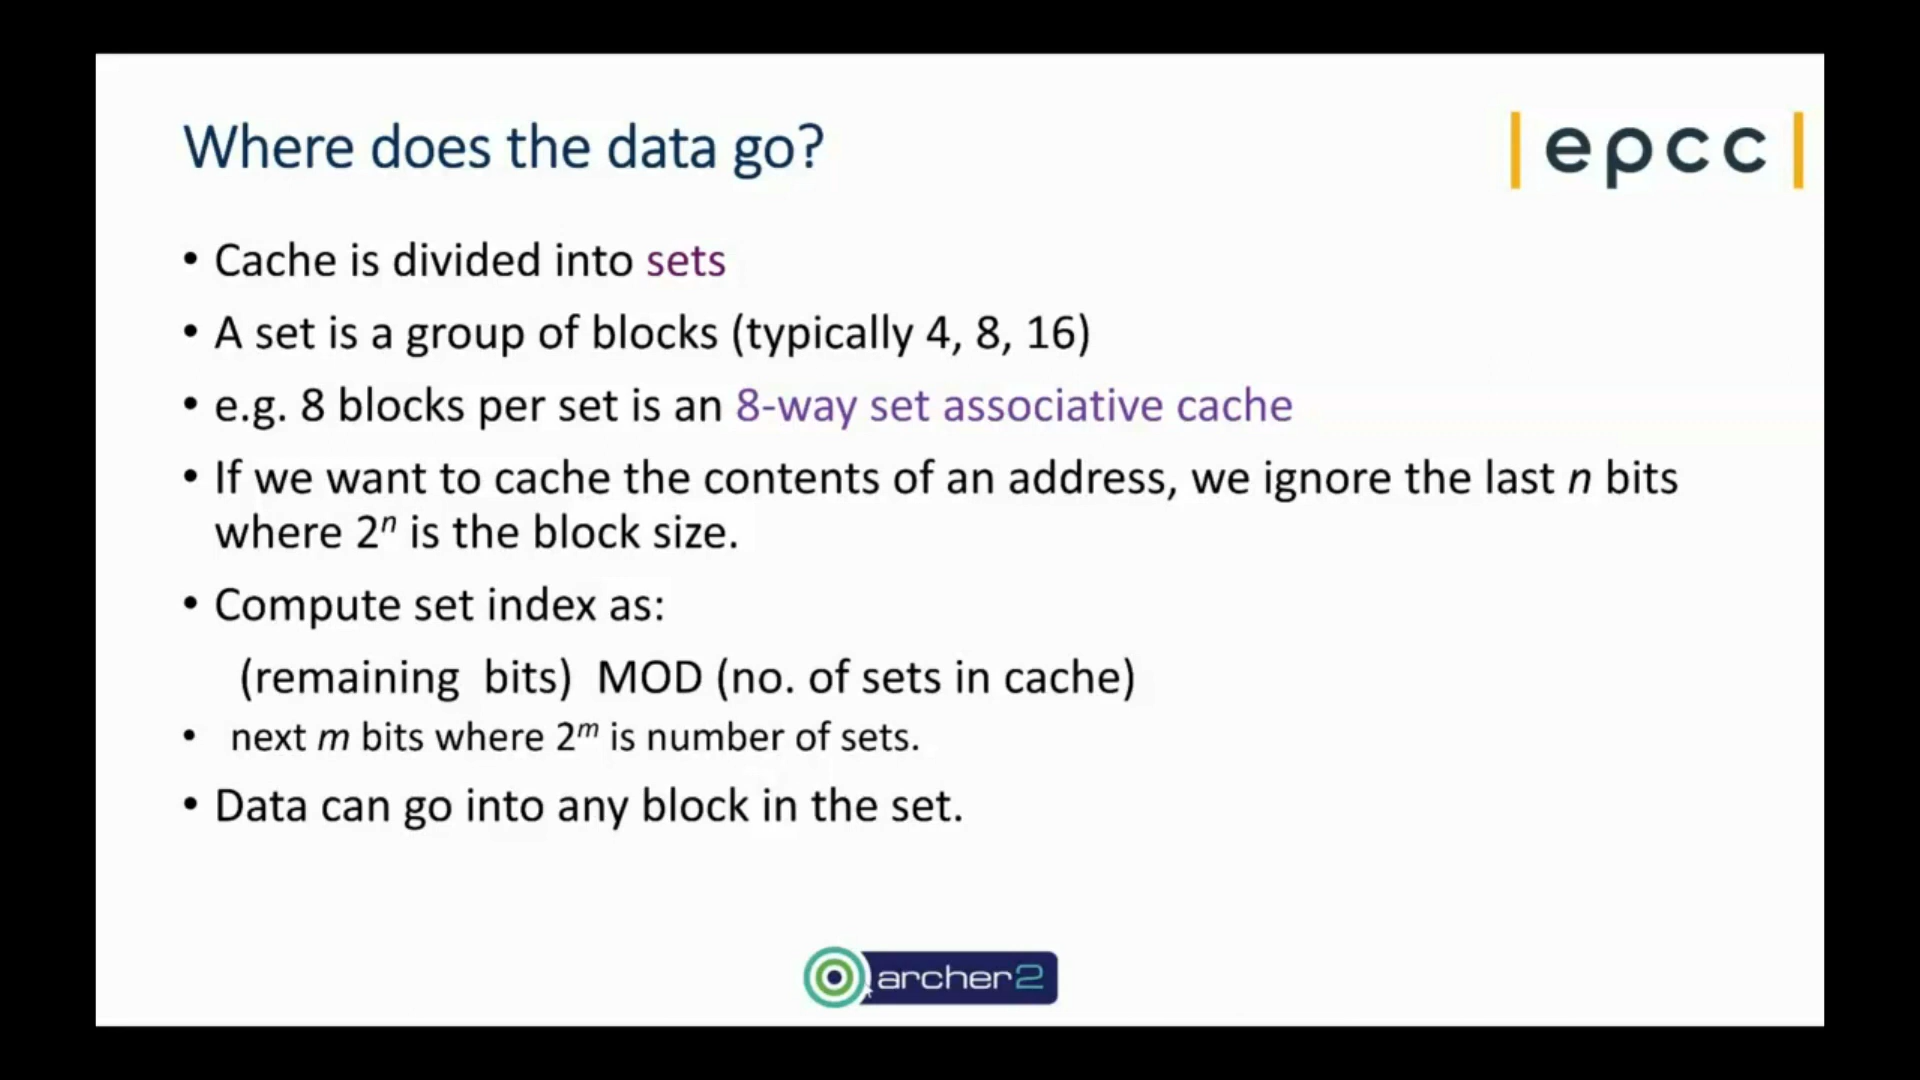 Where does the data go?
| epcc |
• Cache is divided into sets
• A set is a group of blocks (typically 4, 8, 16)
• e.g. 8 blocks per set is an 8-way set associative cache
• If we want to cache the contents of an address, we ignore the last n bits
where 2ⁿ is the block size.
• Compute set index as:
(remaining bits) MOD (no. of sets in cache)
• next m bits where 2ᵐ is number of sets.
• Data can go into any block in the set.
archer2